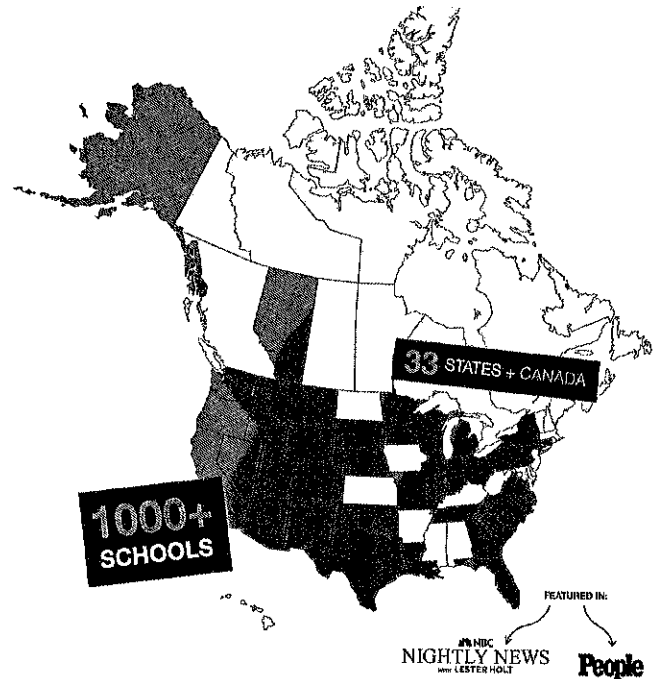 33 STATES + CANADA
1000+
SCHOOLS
FEATURED IN:
NBC
NIGHTLY NEWS
WITH LESTER HOLT
People